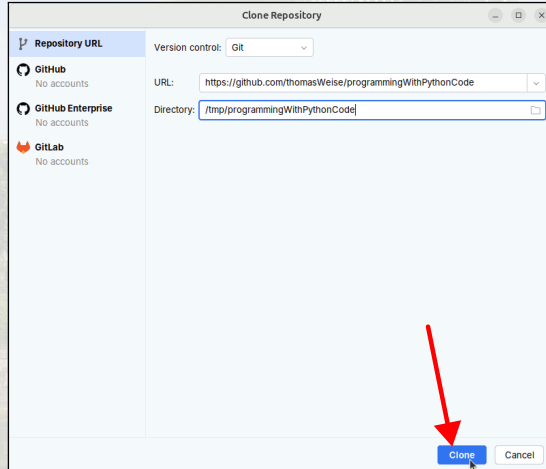 Clone Repository
Repository URL
GitHub
No accounts
GitHub Enterprise
No accounts
GitLab
No accounts
Version control: Git
URL: https://github.com/thomasWeise/programmingWithPythonCode
Directory: /tmp/programmingWithPythonCode
Clone Cancel